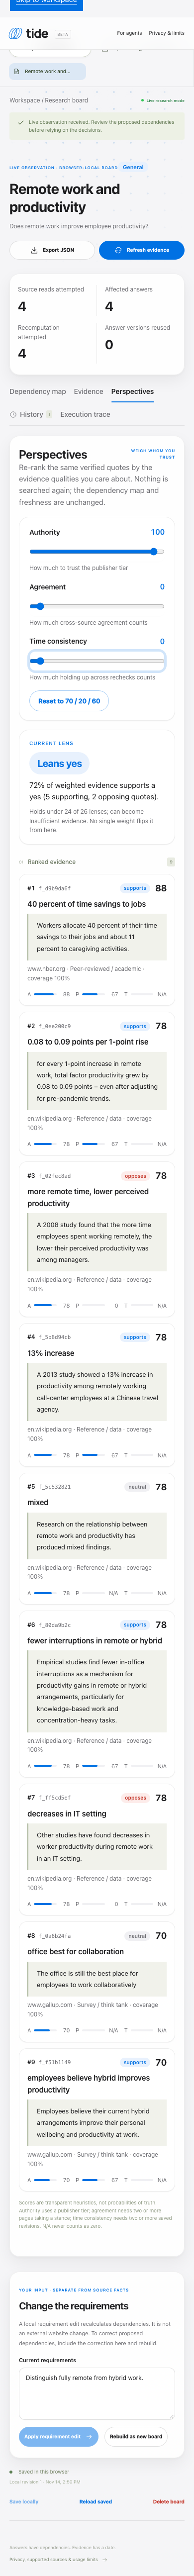 Skip to workspace
tide BETA
For agents Privacy & limits
Remote work and...
Workspace / Research board
Live research mode
Live observation received. Review the proposed dependencies
before relying on the decisions.
LIVE OBSERVATION · BROWSER-LOCAL BOARD General
Remote work and
productivity
Does remote work improve employee productivity?
Export JSON
Refresh evidence
Source reads attempted
4
Affected answers
4
Recomputation
attempted
4
Answer versions reused
0
Dependency map Evidence Perspectives
History 1 Execution trace
Perspectives
WEIGH WHOM YOU
TRUST
Re-rank the same verified quotes by the
evidence qualities you care about. Nothing is
searched again; the dependency map and
freshness are unchanged.
Authority 100
How much to trust the publisher tier
Agreement 0
How much cross-source agreement counts
Time consistency 0
How much holding up across rechecks counts
Reset to 70 / 20 / 60
CURRENT LENS
Leans yes
72% of weighted evidence supports a
yes (5 supporting, 2 opposing quotes).
Holds under 24 of 26 lenses; can become
Insufficient evidence. No single weight flips it
from here.
Ranked evidence 9
#1 f_d9b9da6f supports 88
40 percent of time savings to jobs
Workers allocate 40 percent of their time
savings to their jobs and about 11
percent to caregiving activities.
www.nber.org · Peer-reviewed / academic ·
coverage 100%
A 88 P 67 T N/A
#2 f_8ee200c9 supports 78
0.08 to 0.09 points per 1-point rise
for every 1-point percent increase in remote
work, total factor productivity grew by
0.08 to 0.09 points – even after adjusting
for pre-pandemic trends.
en.wikipedia.org · Reference / data · coverage
100%
A 78 P 67 T N/A
#3 f_02fec8ad opposes 78
more remote time, lower perceived
productivity
A 2008 study found that the more time
employees spent working remotely, the
lower their perceived productivity was
among managers.
en.wikipedia.org · Reference / data · coverage
100%
A 78 P 0 T N/A
#4 f_5b8d94cb supports 78
13% increase
A 2013 study showed a 13% increase in
productivity among remotely working
call-center employees at a Chinese travel
agency.
en.wikipedia.org · Reference / data · coverage
100%
A 78 P 67 T N/A
#5 f_5c532821 neutral 78
mixed
Research on the relationship between
remote work and productivity has
produced mixed findings.
en.wikipedia.org · Reference / data · coverage
100%
A 78 P N/A T N/A
#6 f_80da9b2c supports 78
fewer interruptions in remote or hybrid
Empirical studies find fewer in-office
interruptions as a mechanism for
productivity gains in remote or hybrid
arrangements, particularly for
knowledge-based work and
concentration-heavy tasks.
en.wikipedia.org · Reference / data · coverage
100%
A 78 P 67 T N/A
#7 f_ff5cd5ef opposes 78
decreases in IT setting
Other studies have found decreases in
worker productivity during remote work
in an IT setting.
en.wikipedia.org · Reference / data · coverage
100%
A 78 P 0 T N/A
#8 f_0a6b24fa neutral 70
office best for collaboration
The office is still the best place for
employees to work collaboratively
www.gallup.com · Survey / think tank · coverage
100%
A 70 P N/A T N/A
#9 f_f51b1149 supports 70
employees believe hybrid improves
productivity
Employees believe their current hybrid
arrangements improve their personal
wellbeing and productivity at work.
www.gallup.com · Survey / think tank · coverage
100%
A 70 P 67 T N/A
Scores are transparent heuristics, not probabilities of truth.
Authority uses a publisher tier; agreement needs two or more
pages taking a stance; time consistency needs two or more saved
revisions. N/A never counts as zero.
YOUR INPUT · SEPARATE FROM SOURCE FACTS
Change the requirements
A local requirement edit recalculates dependencies. It is not
an external website change. To correct proposed
dependencies, include the correction here and rebuild.
Current requirements
Distinguish fully remote from hybrid remote work.
Apply requirement edit
Rebuild as new board
Saved in this browser
Local revision 1 · Nov 14, 2:50 PM
Save locally Reload saved Delete board
Answers have dependencies. Evidence has a date.
Privacy, supported sources & usage limits